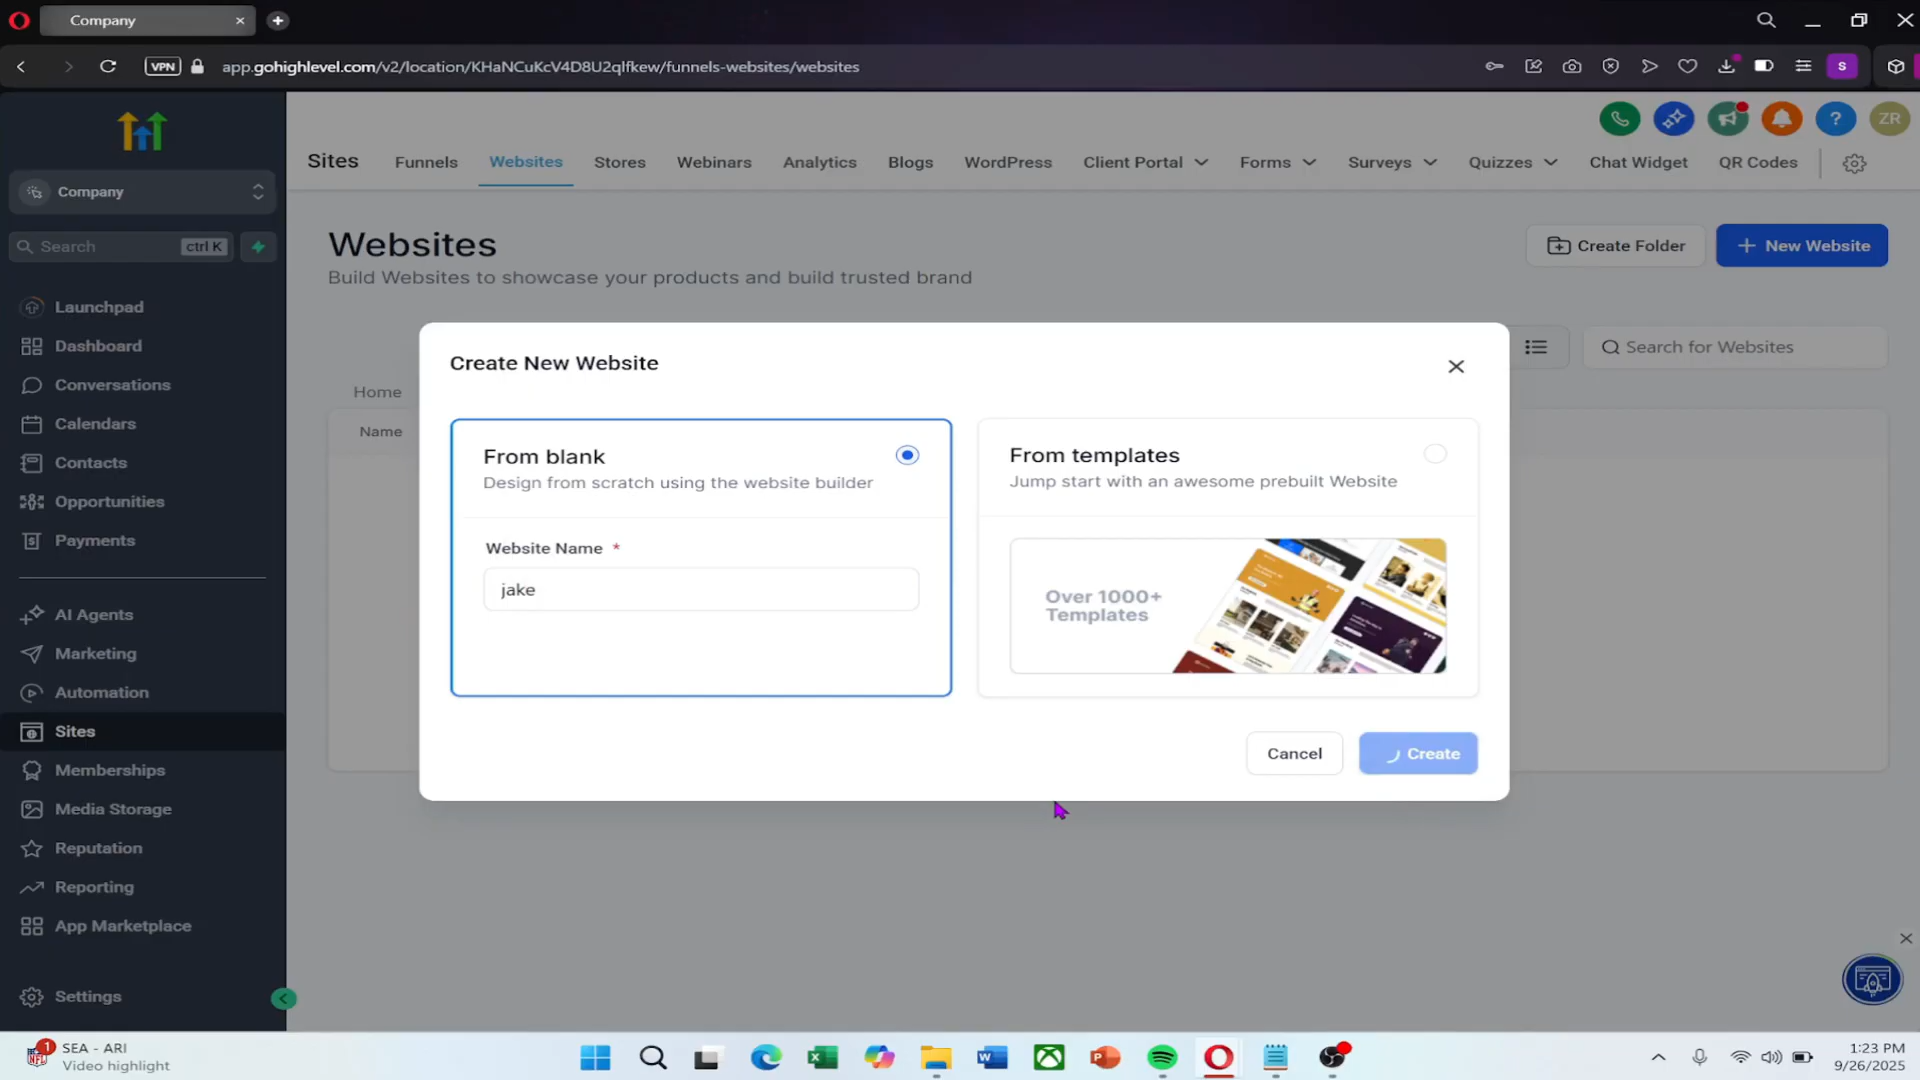 Company
VPN
app.gohighlevel.com/v2/location/KHaNCuKcV4D8U2qlfkew/funnels-websites/websites
S
Company
Search
ctrl K
Launchpad
Dashboard
Conversations
Calendars
Contacts
Opportunities
Payments
AI Agents
Marketing
Automation
Sites
Memberships
Media Storage
Reputation
Reporting
App Marketplace
Settings
ZR
Sites
Funnels
Websites
Stores
Webinars
Analytics
Blogs
WordPress
Client Portal
Forms
Surveys
Quizzes
Chat Widget
QR Codes
Websites
Build Websites to showcase your products and build trusted brand
Create Folder
+ New Website
Search for Websites
Home
Name
Create New Website
From blank
Design from scratch using the website builder
Website Name *
jake
From templates
Jump start with an awesome prebuilt Website
Over 1000+
Templates
Cancel
Create
1
SEA - ARI
Video highlight
1:23 PM
9/26/2025